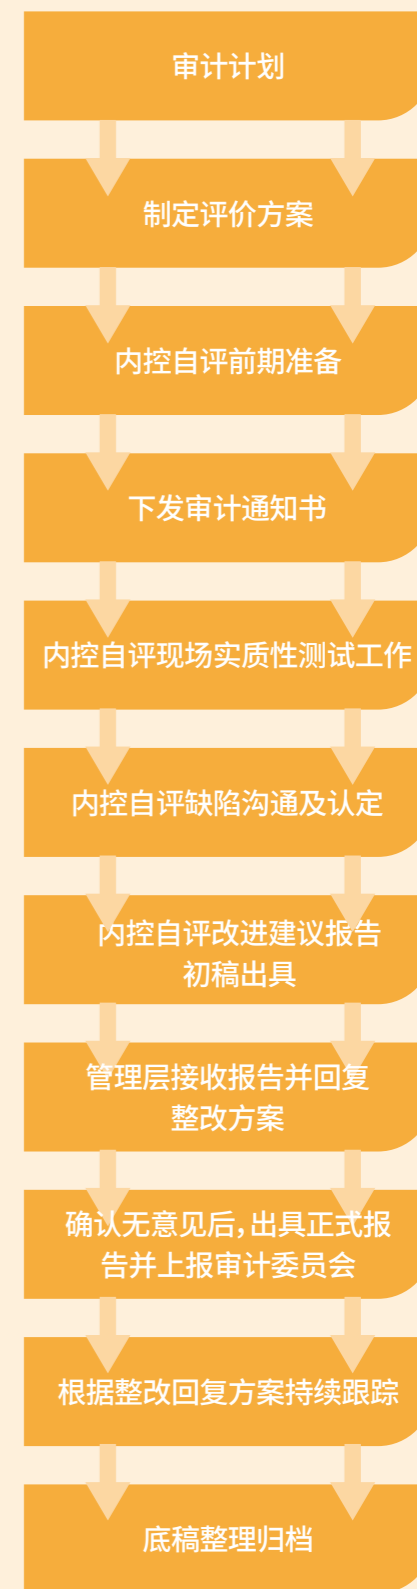 审计计划
制定评价方案
内控自评前期准备
下发审计通知书
内控自评现场实质性测试工作
内控自评缺陷沟通及认定
内控自评改进建议报告
初稿出具
管理层接收报告并回复
整改方案
确认无意见后，出具正式报
告并上报审计委员会
根据整改回复方案持续跟踪
底稿整理归档